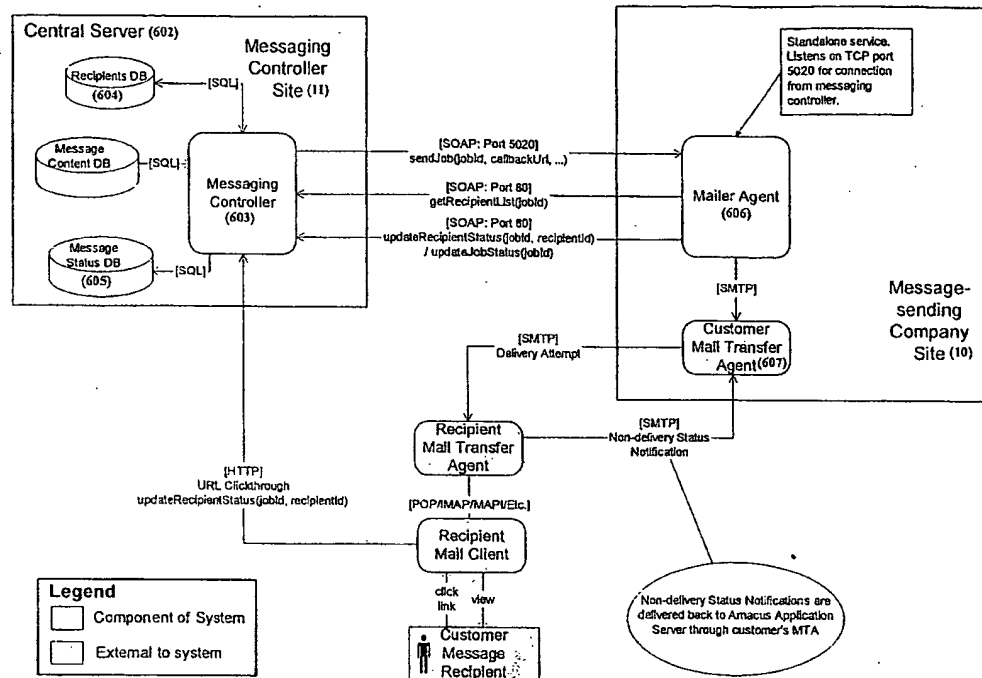 Central Server (602)
Messaging
Controller
Site (11)
Recipients DB
(604)
[SQL]
Message
Content DB
[SQL]
Messaging
Controller
(603)
Message
Status DB
(605)
[SQL]
[SOAP: Port 5020]
sendJob(jobId, callbackUrl, ...)
[SOAP: Port 80]
getRecipientList(jobId)
[SOAP: Port 80]
updateRecipientStatus(jobId, recipientId)
/ updateJobStatus(jobId)
Standalone service.
Listens on TCP port
5020 for connection
from messaging
controller.
Mailer Agent
(606)
[SMTP]
Message-
sending
Company
Site (10)
Customer
Mail Transfer
Agent(607)
[SMTP]
Delivery Attempt
Recipient
Mail Transfer
Agent
[SMTP]
Non-delivery Status
Notification
[HTTP]
URL Clickthrough
updateRecipientStatus(jobId, recipientId)
[POP/IMAP/MAPI/Etc.]
Recipient
Mail Client
click
link
view
Customer
Message
Recipient
Non-delivery Status Notifications are
delivered back to Amacus Application
Server through customer's MTA
Legend
Component of System
External to system